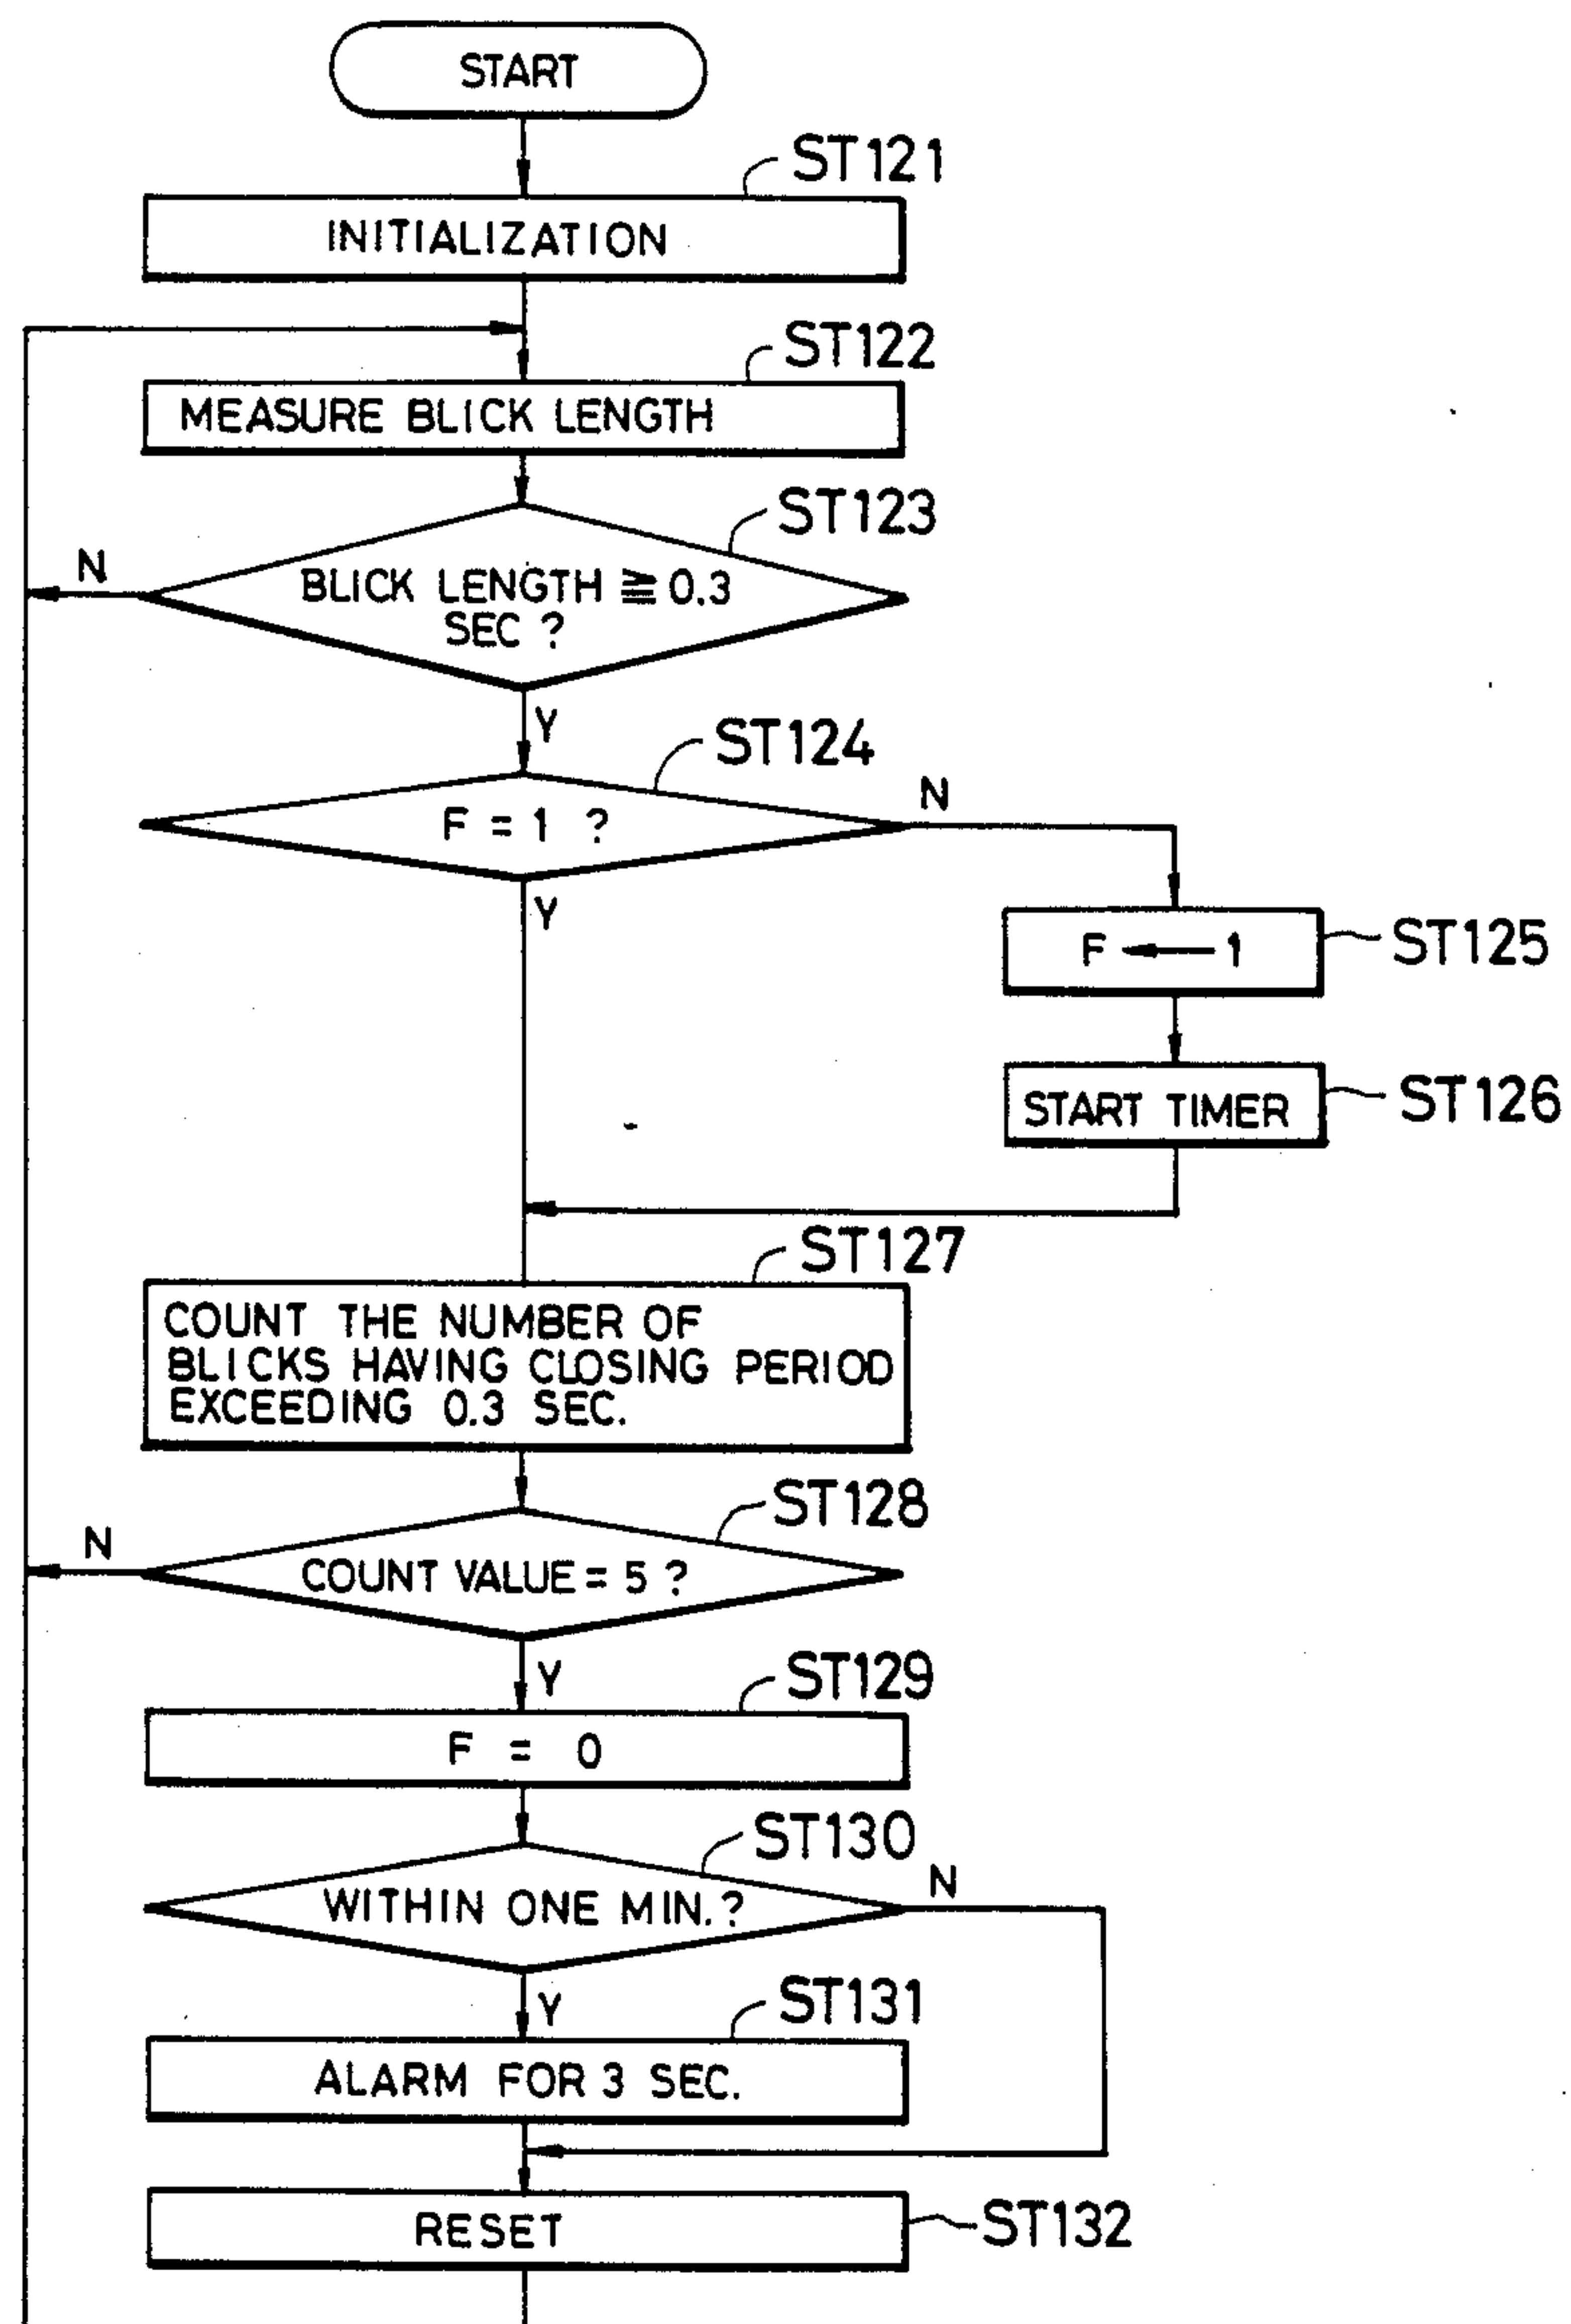 START
ST121
INITIALIZATION
ST122
MEASURE BLICK LENGTH
ST123
N
BLICK LENGTH ≧ 0.3
SEC ?
Y
ST124
N
F = 1 ?
Y
F ← 1
ST125
START TIMER
ST126
ST127
COUNT THE NUMBER OF
BLICKS HAVING CLOSING PERIOD
EXCEEDING 0.3 SEC.
ST128
N
COUNT VALUE = 5 ?
Y
ST129
F = 0
ST130
N
WITHIN ONE MIN. ?
Y
ST131
ALARM FOR 3 SEC.
RESET
ST132